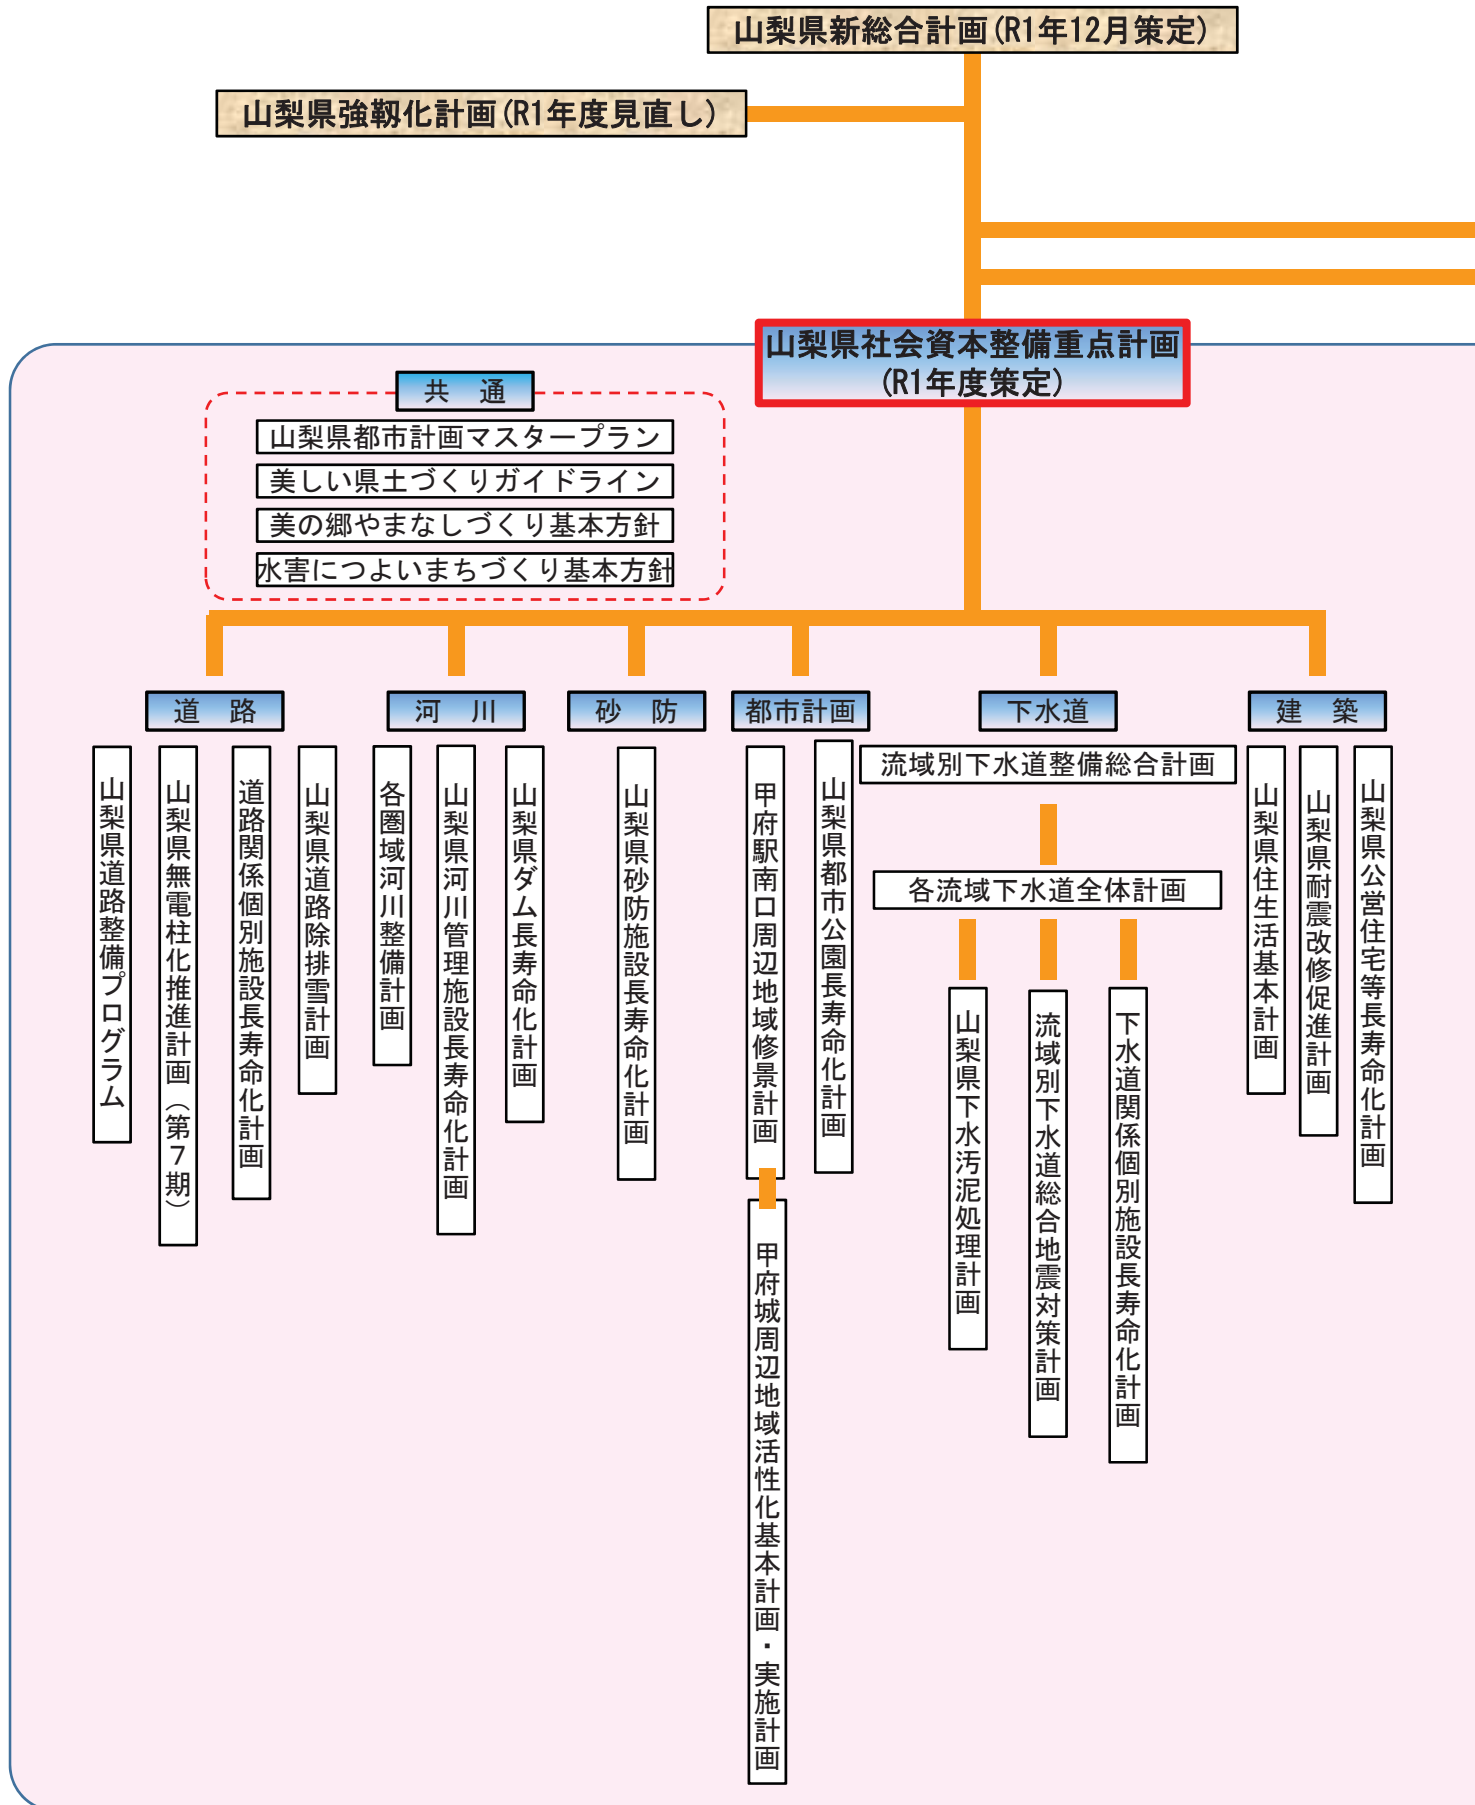 山梨県新総合計画(R1年12月策定)
山梨県強靱化計画(R1年度見直し)
山梨県社会資本整備重点計画
(R1年度策定)
共　通
山梨県都市計画マスタープラン
美しい県土づくりガイドライン
美の郷やまなしづくり基本方針
水害につよいまちづくり基本方針
道　路
山梨県道路整備プログラム
山梨県無電柱化推進計画（第７期）
道路関係個別施設長寿命化計画
山梨県道路除排雪計画
河　川
各圏域河川整備計画
山梨県河川管理施設長寿命化計画
山梨県ダム長寿命化計画
砂　防
山梨県砂防施設長寿命化計画
都市計画
甲府駅南口周辺地域修景計画
甲府城周辺地域活性化基本計画・実施計画
山梨県都市公園長寿命化計画
下水道
流域別下水道整備総合計画
各流域下水道全体計画
山梨県下水汚泥処理計画
流域別下水道総合地震対策計画
下水道関係個別施設長寿命化計画
建　築
山梨県住生活基本計画
山梨県耐震改修促進計画
山梨県公営住宅等長寿命化計画